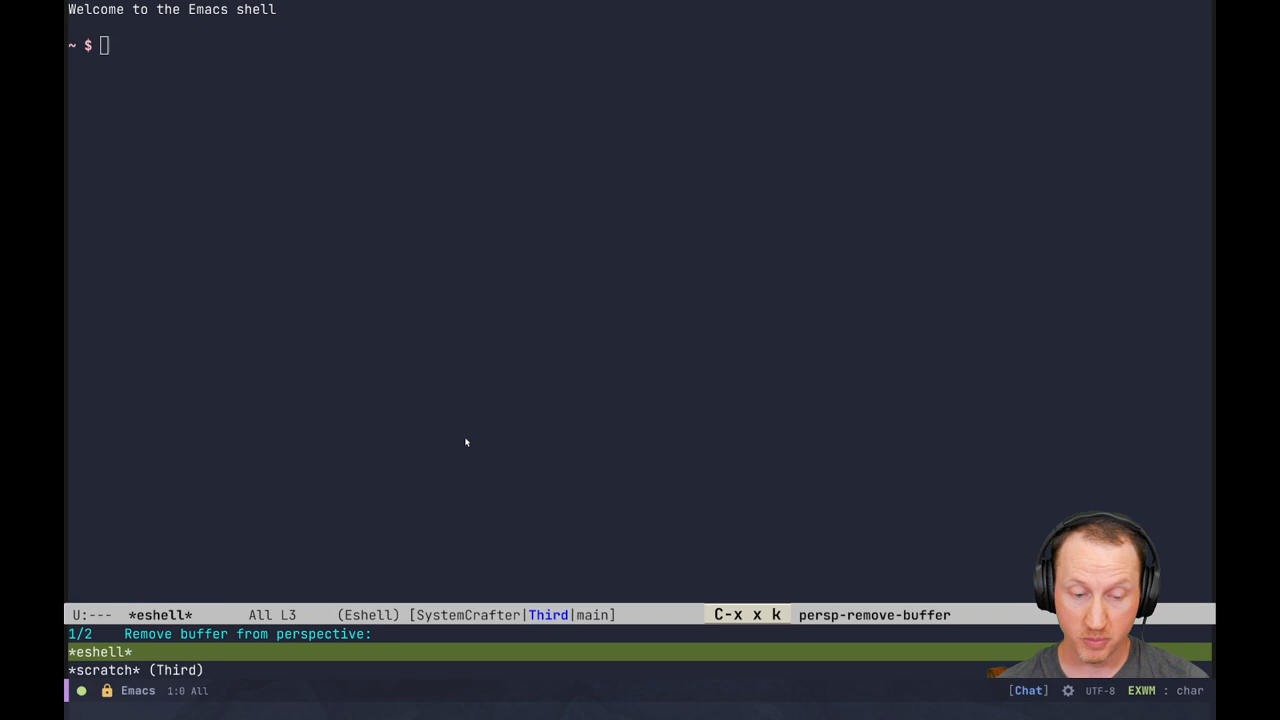 Welcome to the Emacs shell
~ $
U:--- *eshell* All L3 (Eshell) [SystemCrafter|Third|main] C-x x k persp-remove-buffer
1/2 Remove buffer from perspective:
*eshell*
*scratch* (Third)
Emacs 1:0 All [Chat] UTF-8 EXWM : char